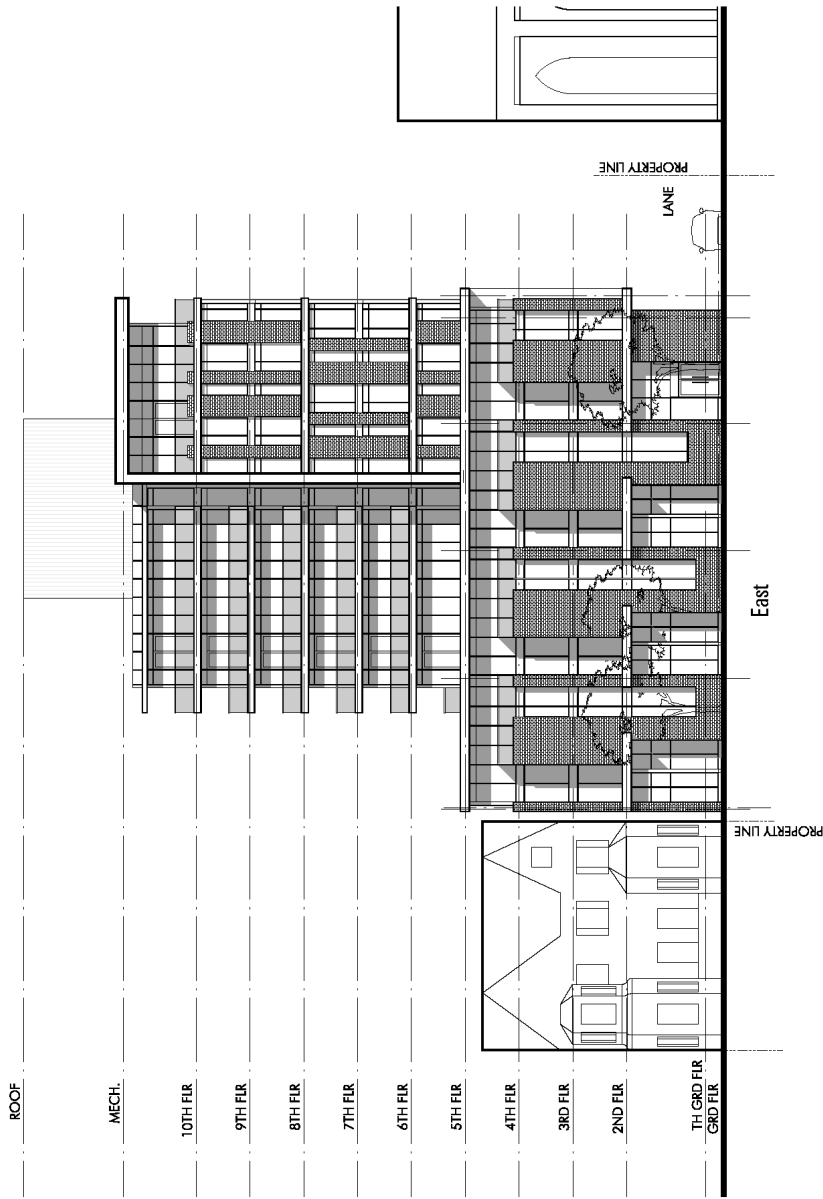 ROOF
MECH.
10TH FLR
9TH FLR
8TH FLR
7TH FLR
6TH FLR
5TH FLR
4TH FLR
3RD FLR
2ND FLR
TH GRD FLR
GRD FLR
PROPERTY LINE
LANE
PROPERTY LINE
East